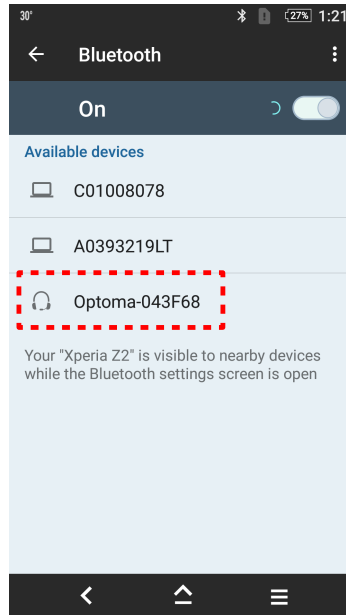 30°
27%
1:21
Bluetooth
On
Available devices
C01008078
A0393219LT
Optoma-043F68
Your "Xperia Z2" is visible to nearby devices
while the Bluetooth settings screen is open